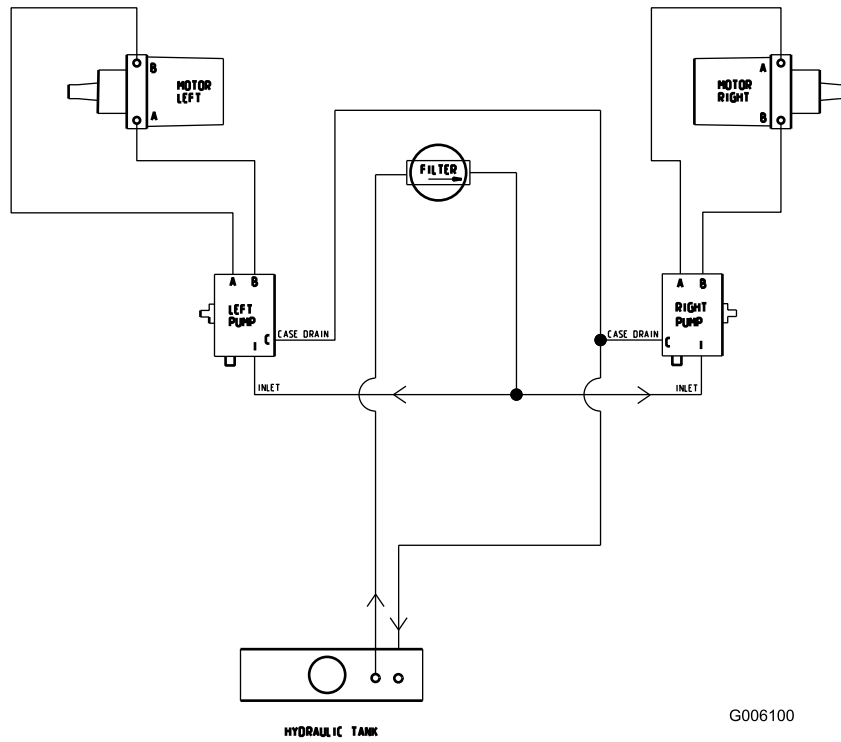 B
MOTOR
LEFT
A
A
MOTOR
RIGHT
B
FILTER
A B
LEFT
PUMP
C
I
CASE DRAIN
INLET
A B
RIGHT
PUMP
CASE DRAIN
C
I
INLET
HYDRAULIC TANK
G006100